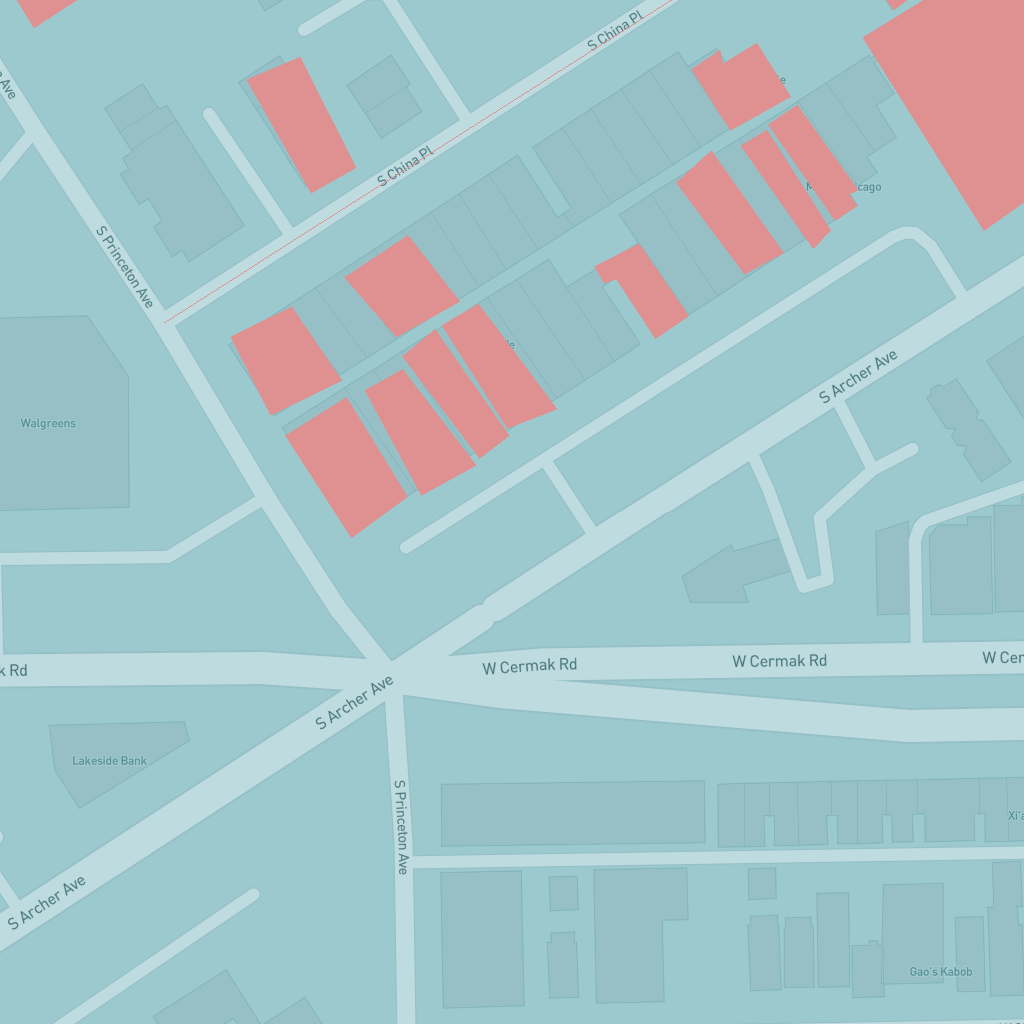 S China Pl
S China Pl
S Princeton Ave
Walgreens
S Archer Ave
W Cermak Rd
W Cermak Rd
S Archer Ave
Lakeside Bank
S Princeton Ave
S Archer Ave
Gao's Kabob